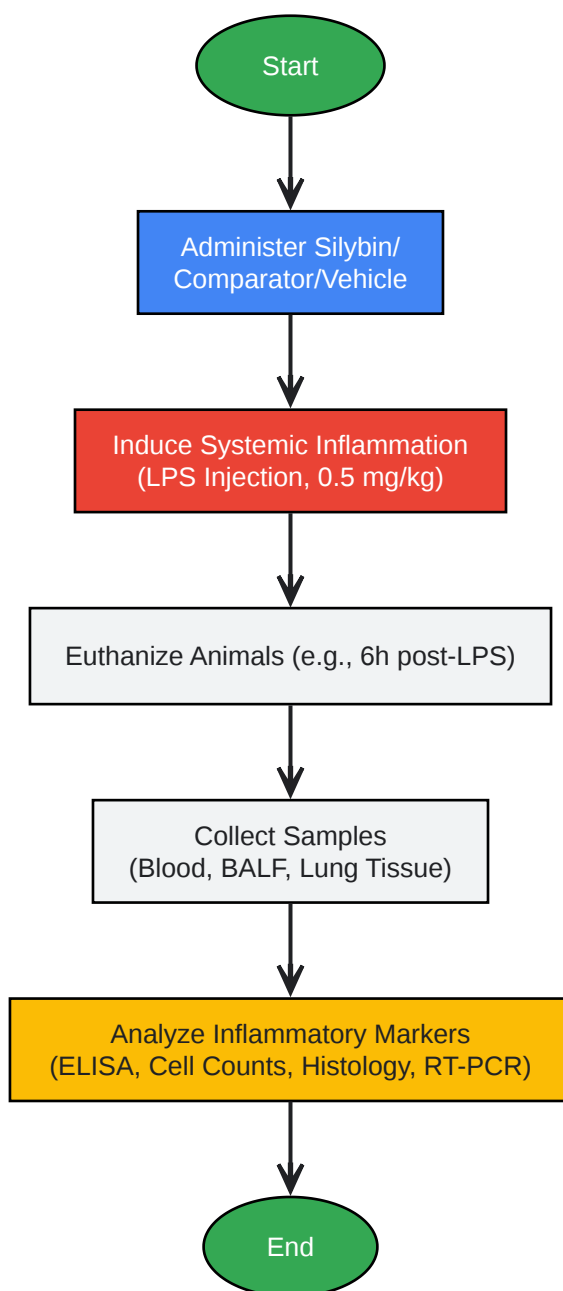 Start
Administer Silybin/
Comparator/Vehicle
Induce Systemic Inflammation
(LPS Injection, 0.5 mg/kg)
Euthanize Animals (e.g., 6h post-LPS)
Collect Samples
(Blood, BALF, Lung Tissue)
Analyze Inflammatory Markers
(ELISA, Cell Counts, Histology, RT-PCR)
End